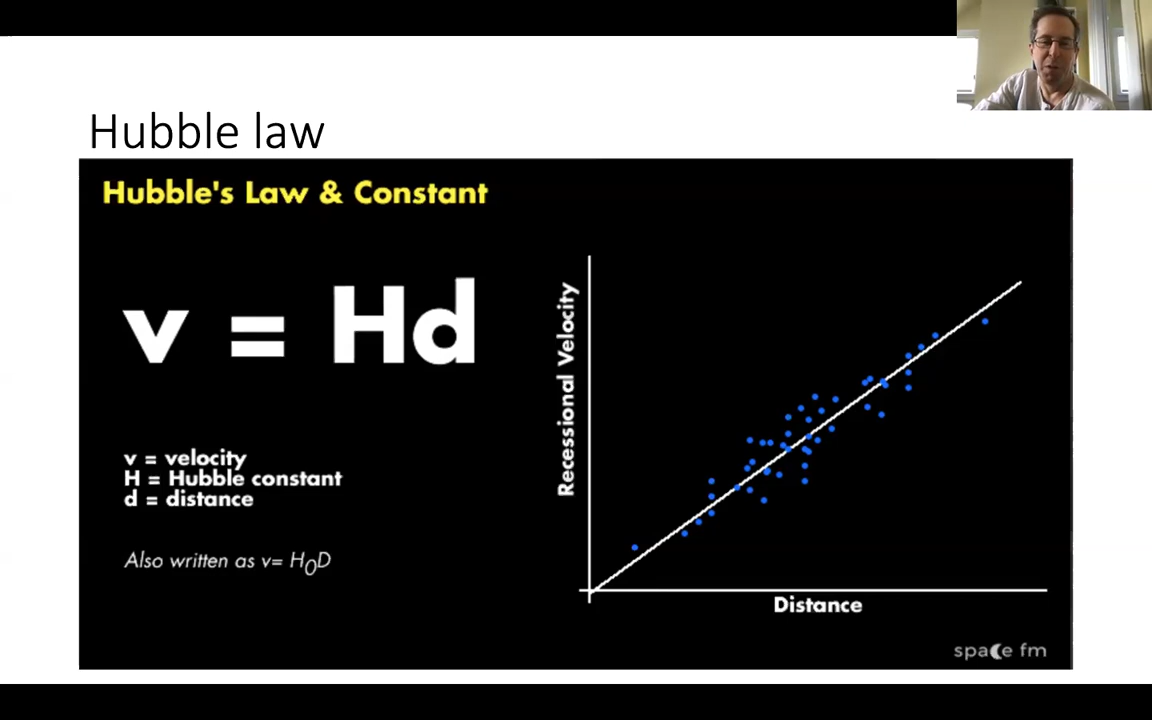 Hubble law
Hubble's Law & Constant
v = Hd
v = velocity
H = Hubble constant
d = distance
Also written as v= H₀D
Recessional Velocity
Distance
space fm